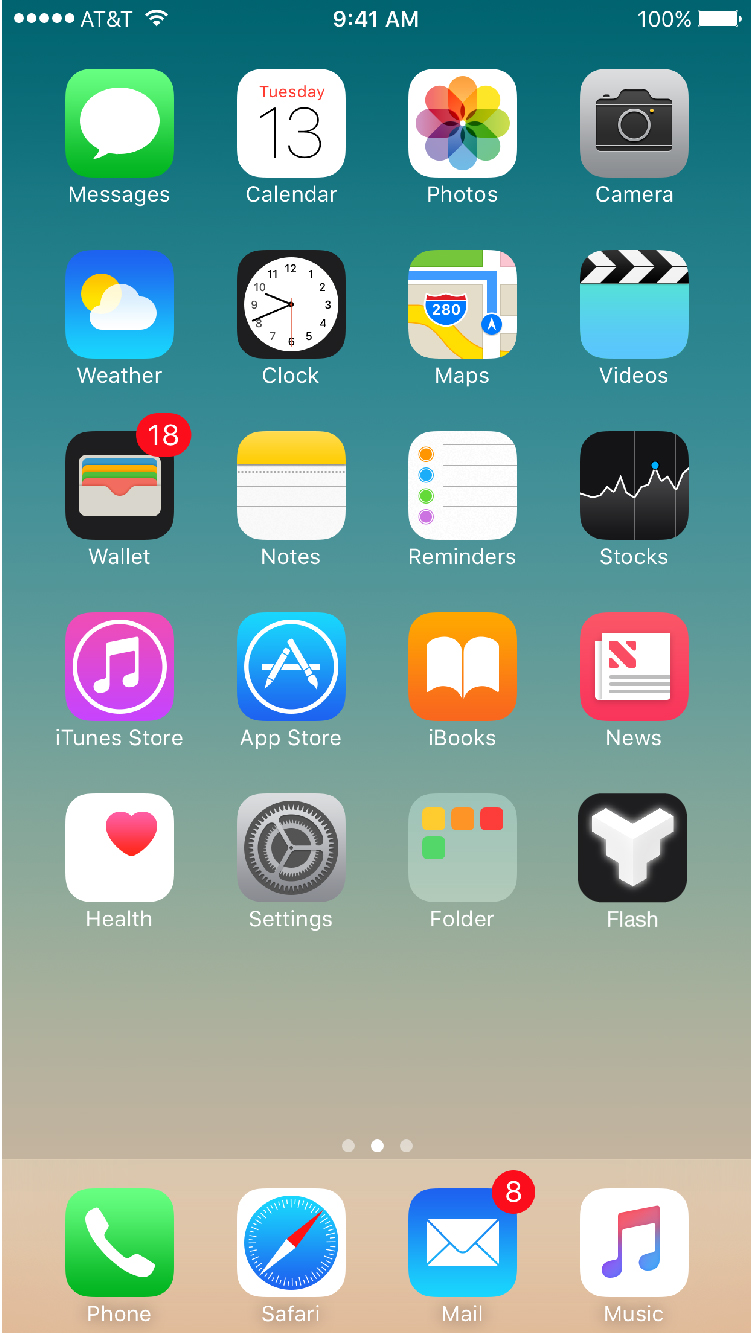 AT&T 9:41 AM 100%
Tuesday
13
Messages Calendar Photos Camera
12
11 1
10 2
9 3
8 4
7 5
6
280
Weather Clock Maps Videos
18
Wallet Notes Reminders Stocks
iTunes Store App Store iBooks News
Health Settings Folder Flash
8
Phone Safari Mail Music